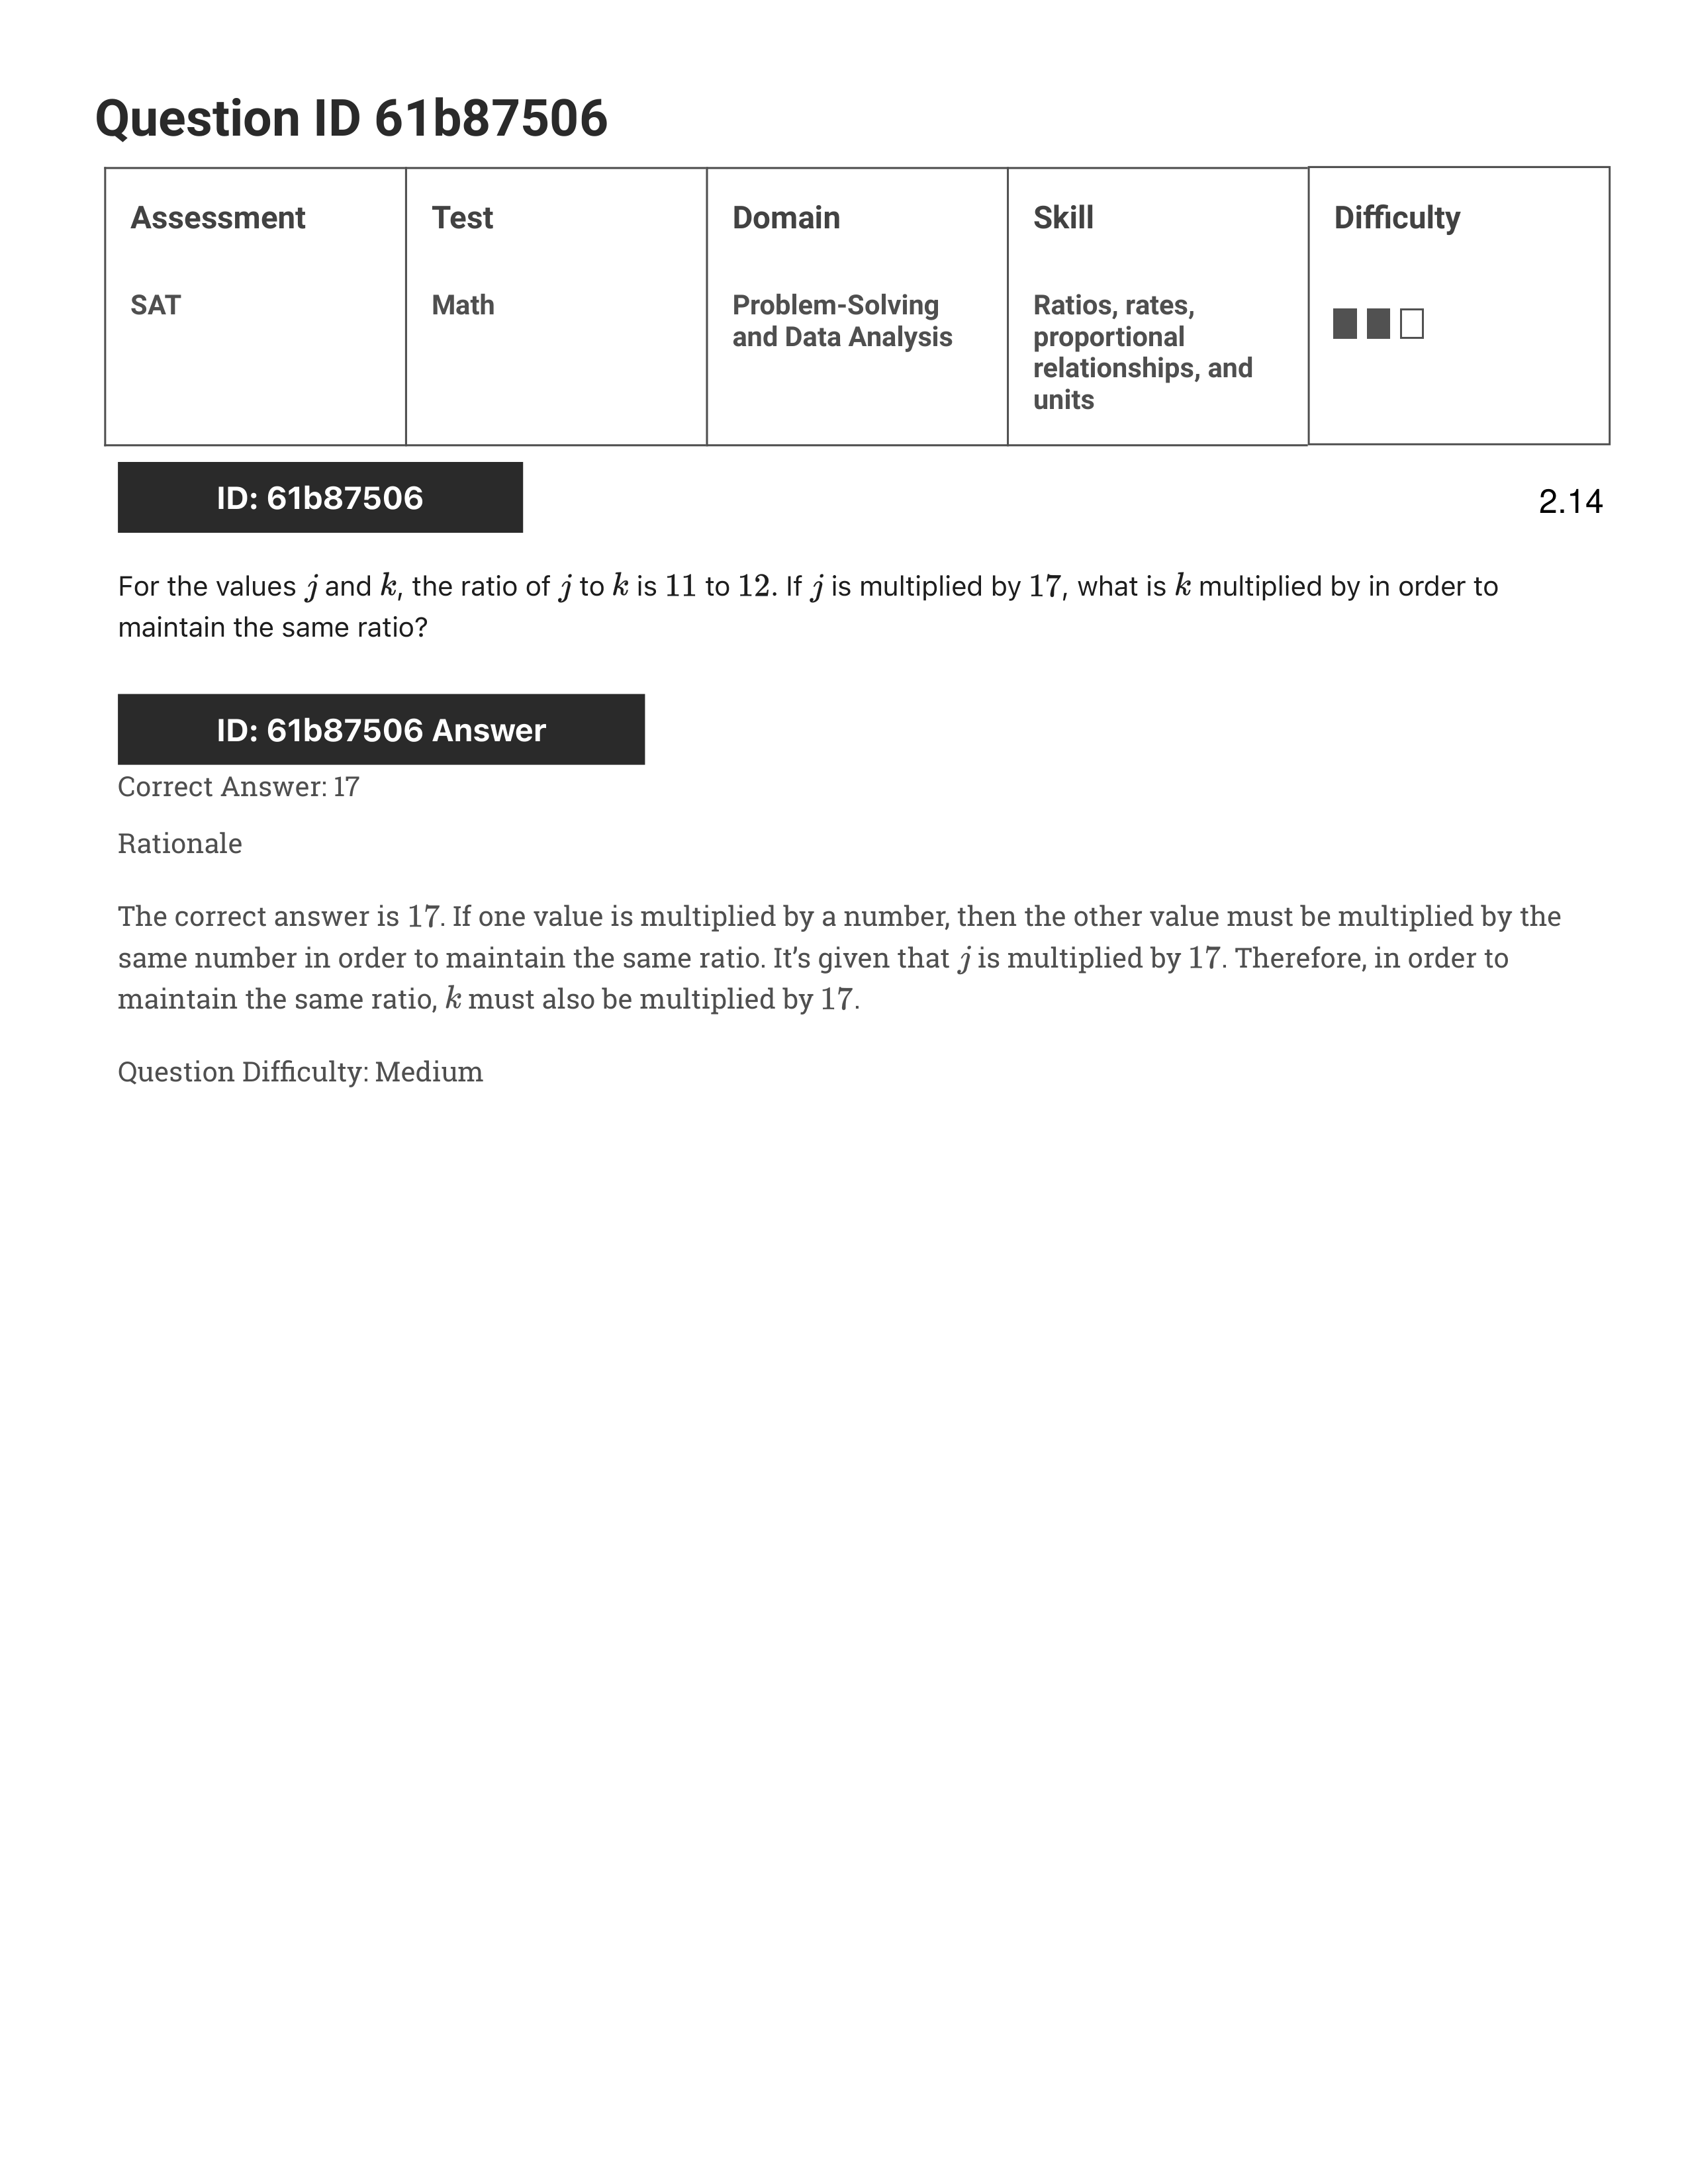 Question ID 61b87506
Assessment
Test
Domain
Skill
Difficulty
SAT
Math
Problem-Solving
and Data Analysis
Ratios, rates,
proportional
relationships, and
units
ID: 61b87506
2.14
For the values j and k, the ratio of j to k is 11 to 12. If j is multiplied by 17, what is k multiplied by in order to
maintain the same ratio?
ID: 61b87506 Answer
Correct Answer: 17
Rationale
The correct answer is 17. If one value is multiplied by a number, then the other value must be multiplied by the
same number in order to maintain the same ratio. It’s given that j is multiplied by 17. Therefore, in order to
maintain the same ratio, k must also be multiplied by 17.
Question Difficulty: Medium